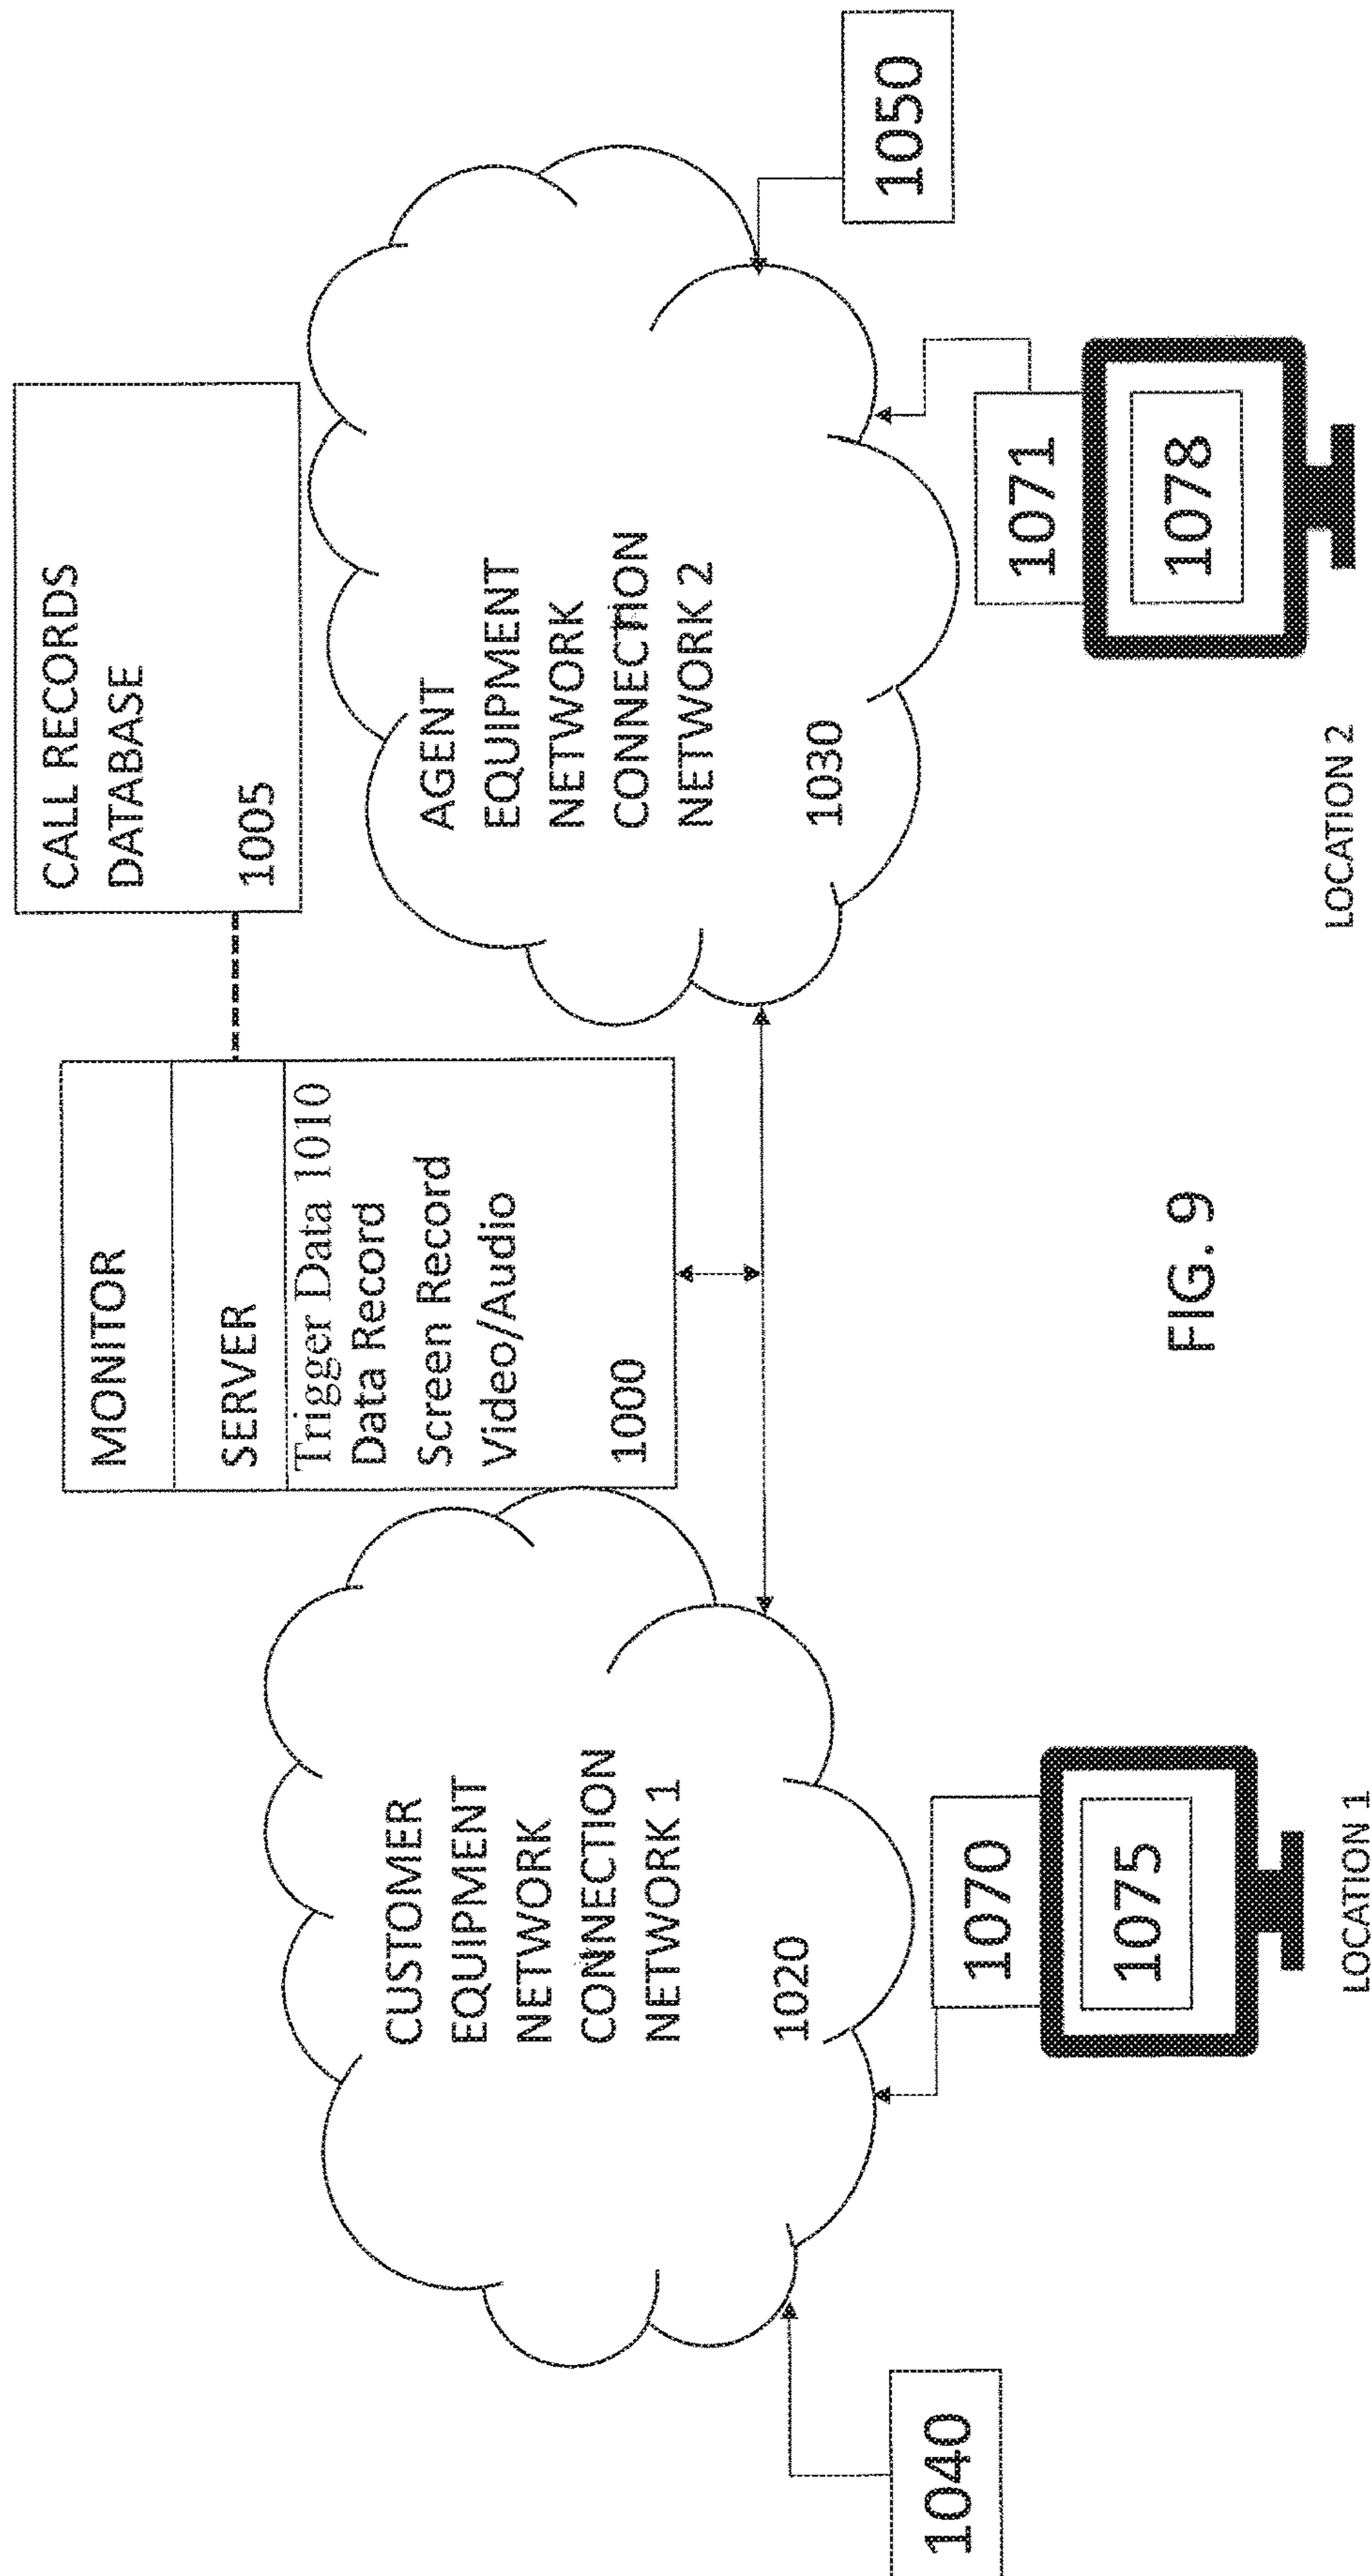 CALL RECORDS
DATABASE
1005
MONITOR
SERVER
Trigger Data 1010
Data Record
Screen Record
Video/Audio
1000
CUSTOMER
EQUIPMENT
NETWORK
CONNECTION
NETWORK 1
1020
AGENT
EQUIPMENT
NETWORK
CONNECTION
NETWORK 2
1030
1040
1050
1070
1075
LOCATION 1
1071
1078
LOCATION 2
FIG. 9